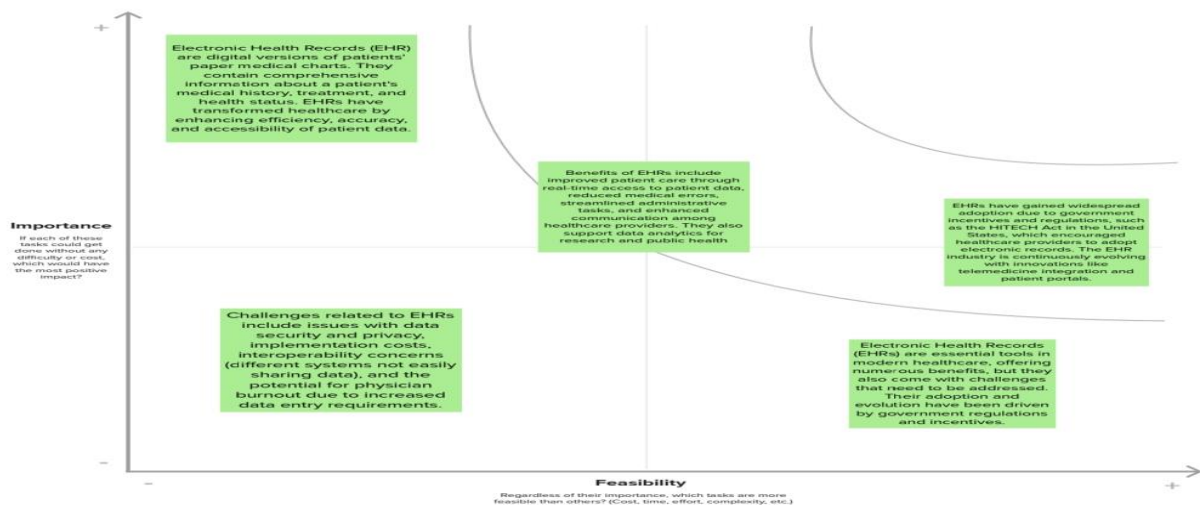 +
Electronic Health Records (EHR)
are digital versions of patients'
paper medical charts. They
contain comprehensive
information about a patient's
medical history, treatment, and
health status. EHRs have
transformed healthcare by
enhancing efficiency, accuracy,
and accessibility of patient data.
Benefits of EHRs include
improved patient care through
real-time access to patient data,
reduced medical errors,
streamlined administrative
tasks, and enhanced
communication among
healthcare providers. They also
support data analytics for
research and public health
EHRs have gained widespread
adoption due to government
incentives and regulations, such
as the HITECH Act in the United
States, which encouraged
healthcare providers to adopt
electronic records. The EHR
industry is continuously evolving
with innovations like
telemedicine integration and
patient portals.
Importance
If each of these
tasks could get
done without any
difficulty or cost,
which would have
the most positive
impact?
Challenges related to EHRs
include issues with data
security and privacy,
implementation costs,
interoperability concerns
(different systems not easily
sharing data), and the
potential for physician
burnout due to increased
data entry requirements.
Electronic Health Records
(EHRs) are essential tools in
modern healthcare, offering
numerous benefits, but they
also come with challenges
that need to be addressed.
Their adoption and
evolution have been driven
by government regulations
and incentives.
-
-
Feasibility
+
Regardless of their importance, which tasks are more
feasible than others? (Cost, time, effort, complexity, etc.)